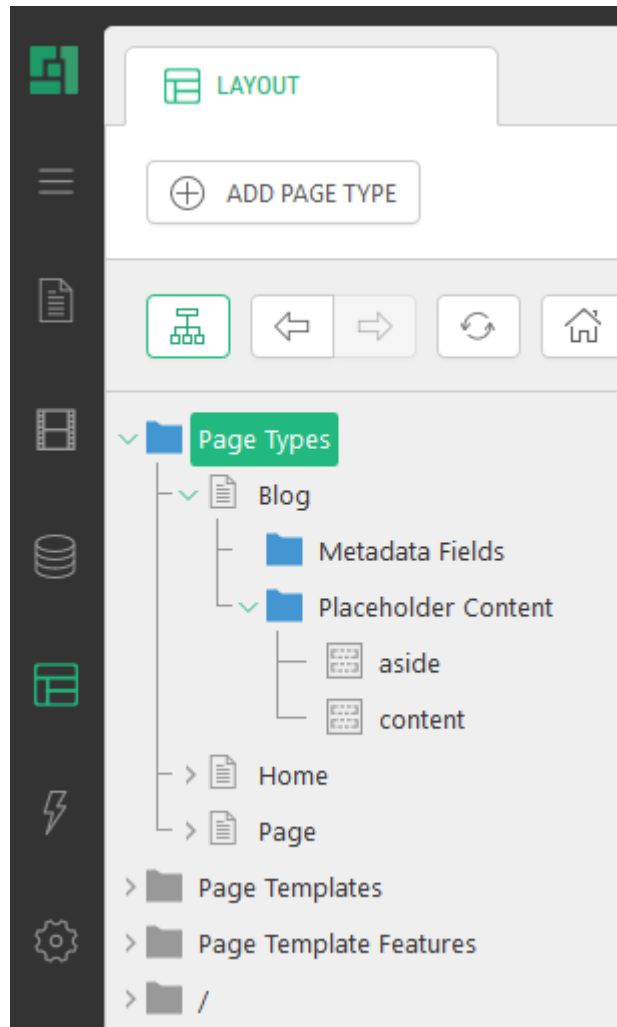 LAYOUT
ADD PAGE TYPE
Page Types
Blog
Metadata Fields
Placeholder Content
aside
content
Home
Page
Page Templates
Page Template Features
/